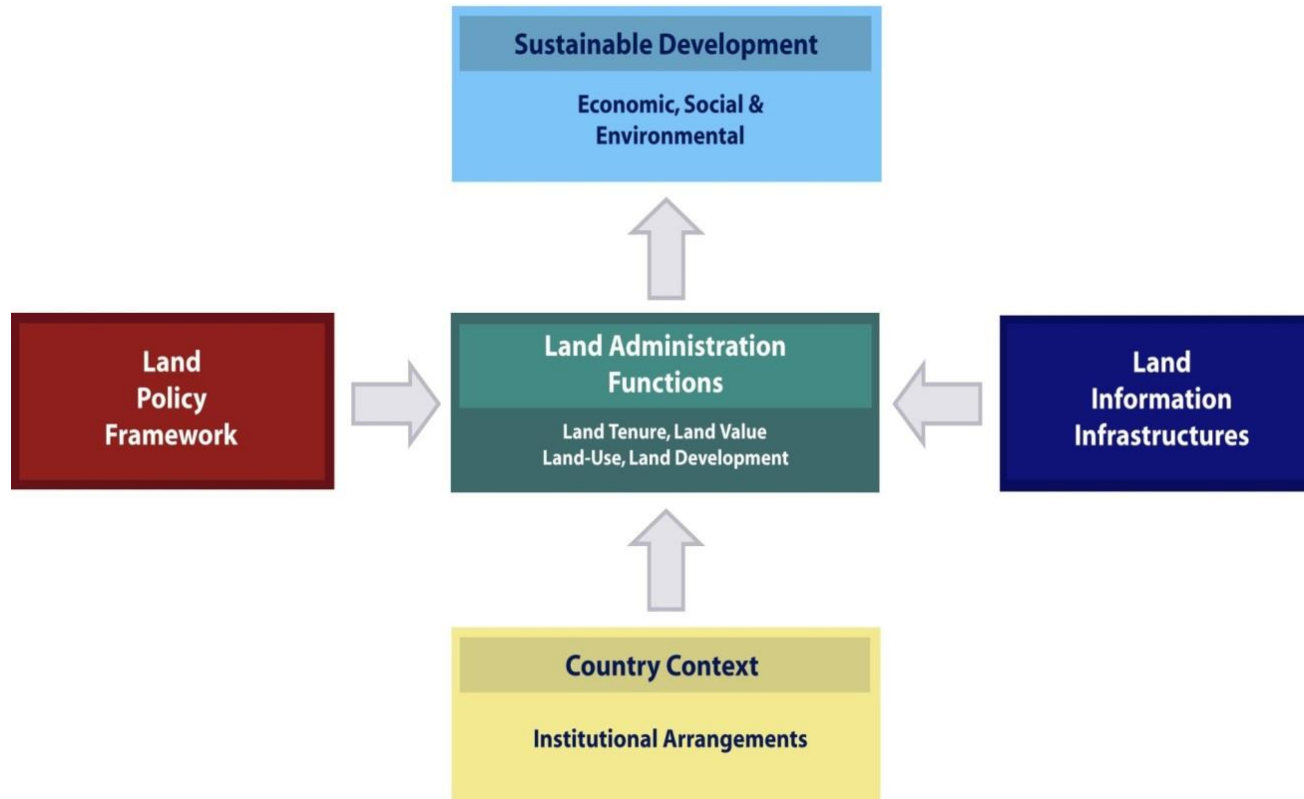 Sustainable Development
Economic, Social &
Environmental
Land
Policy
Framework
Land Administration
Functions
Land Tenure, Land Value
Land-Use, Land Development
Land
Information
Infrastructures
Country Context
Institutional Arrangements